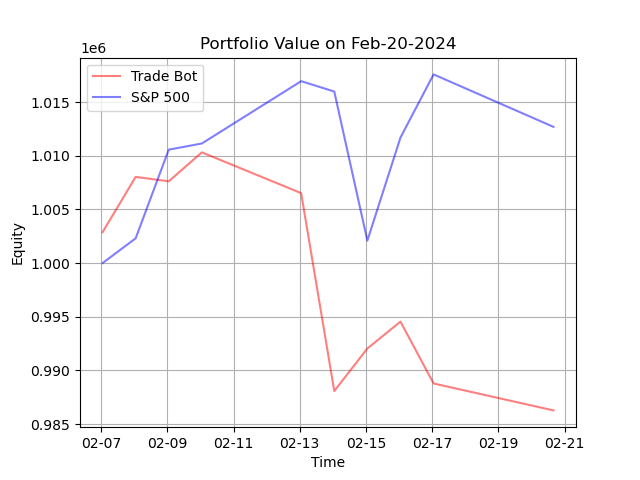 Portfolio Value on Feb-20-2024
1e6
Trade Bot
S&P 500
1.015
1.010
1.005
1.000
0.995
0.990
0.985
Equity
02-07 02-09 02-11 02-13 02-15 02-17 02-19 02-21
Time